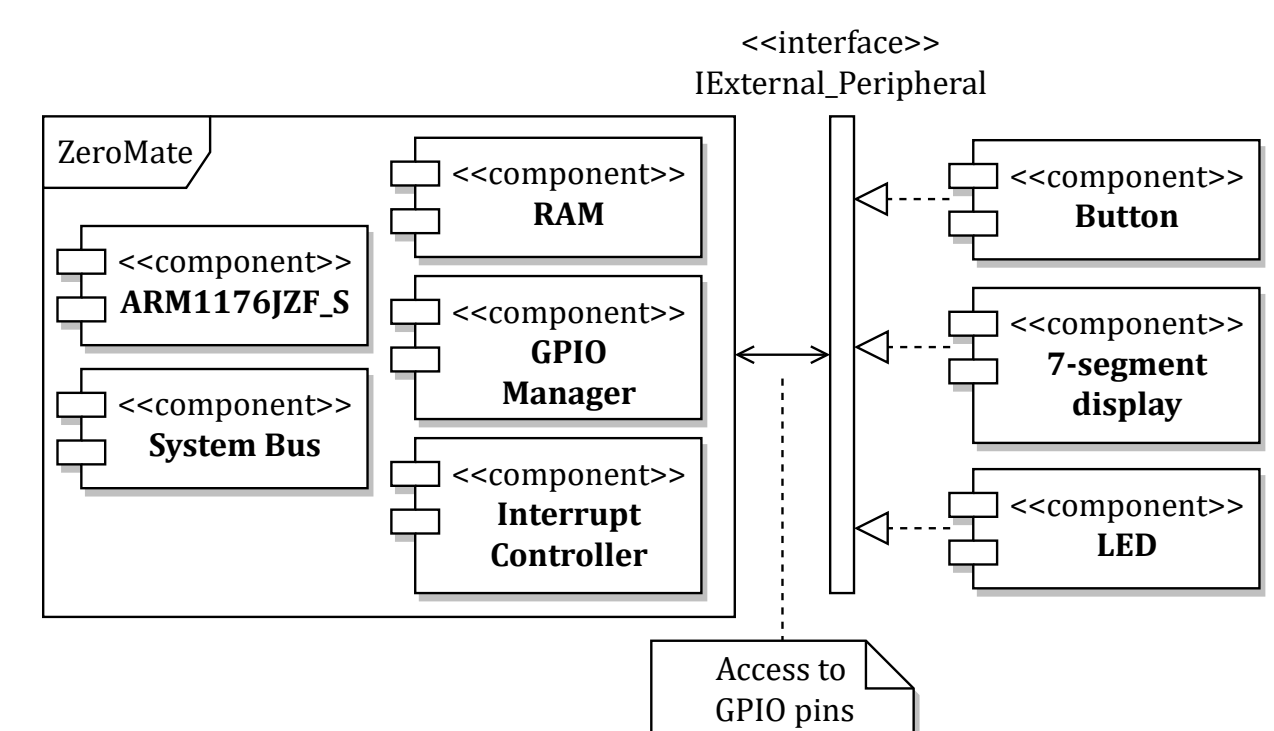 <<interface>>
IExternal_Peripheral
ZeroMate
<<component>>
RAM
<<component>>
ARM1176JZF_S
<<component>>
GPIO
Manager
<<component>>
System Bus
<<component>>
Interrupt
Controller
<<component>>
Button
<<component>>
7-segment
display
<<component>>
LED
Access to
GPIO pins